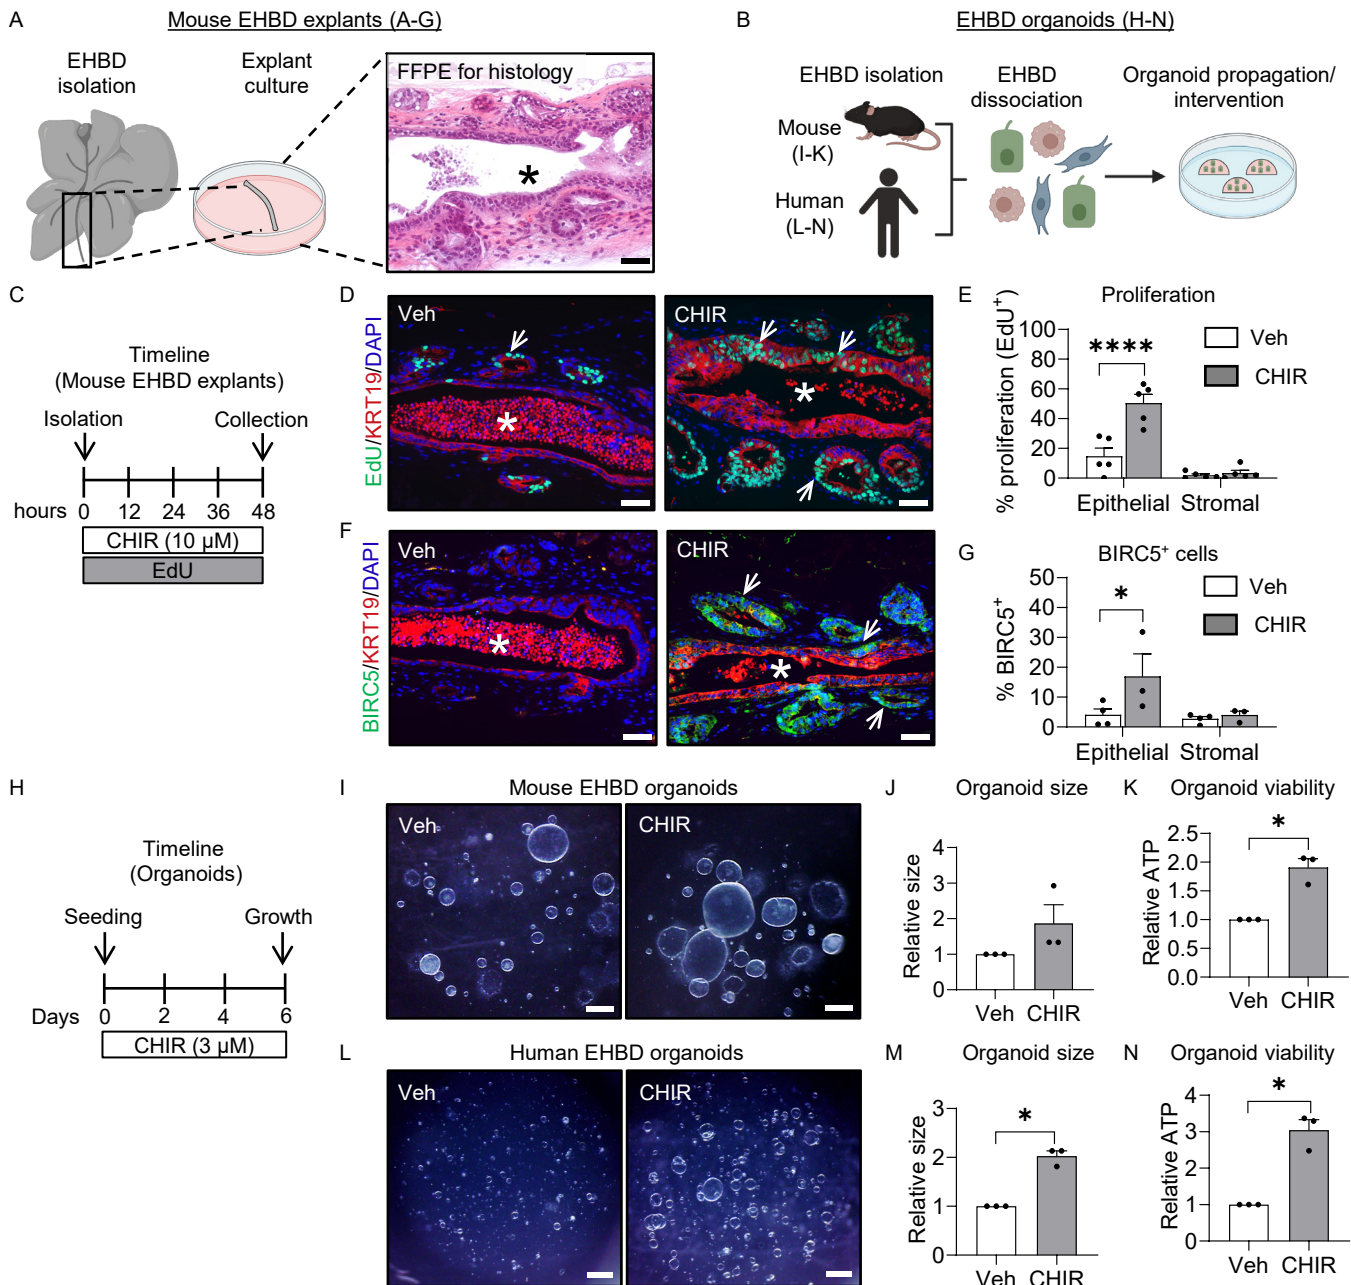 A
Mouse EHBD explants (A-G)
EHBD
isolation
Explant
culture
FFPE for histology
*
B
EHBD organoids (H-N)
EHBD isolation
EHBD
dissociation
Organoid propagation/
intervention
Mouse
(I-K)
Human
(L-N)
C
Timeline
(Mouse EHBD explants)
Isolation
Collection
hours 0 12 24 36 48
CHIR (10 µM)
EdU
D
EdU/KRT19/DAPI
Veh
*
CHIR
*
E
Proliferation
% proliferation (EdU⁺)
100
80
60
40
20
0
****
Veh
CHIR
Epithelial Stromal
F
BIRC5/KRT19/DAPI
Veh
*
CHIR
*
G
BIRC5⁺ cells
% BIRC5⁺
50
40
30
20
10
0
*
Veh
CHIR
Epithelial Stromal
H
Timeline
(Organoids)
Seeding
Growth
Days 0 2 4 6
CHIR (3 µM)
I
Mouse EHBD organoids
Veh
CHIR
J
Organoid size
Relative size
4
3
2
1
0
Veh CHIR
K
Organoid viability
Relative ATP
2.5
2.0
1.5
1.0
0.5
0.0
*
Veh CHIR
L
Human EHBD organoids
Veh
CHIR
M
Organoid size
Relative size
3
2
1
0
*
Veh CHIR
N
Organoid viability
Relative ATP
4
3
2
1
0
*
Veh CHIR